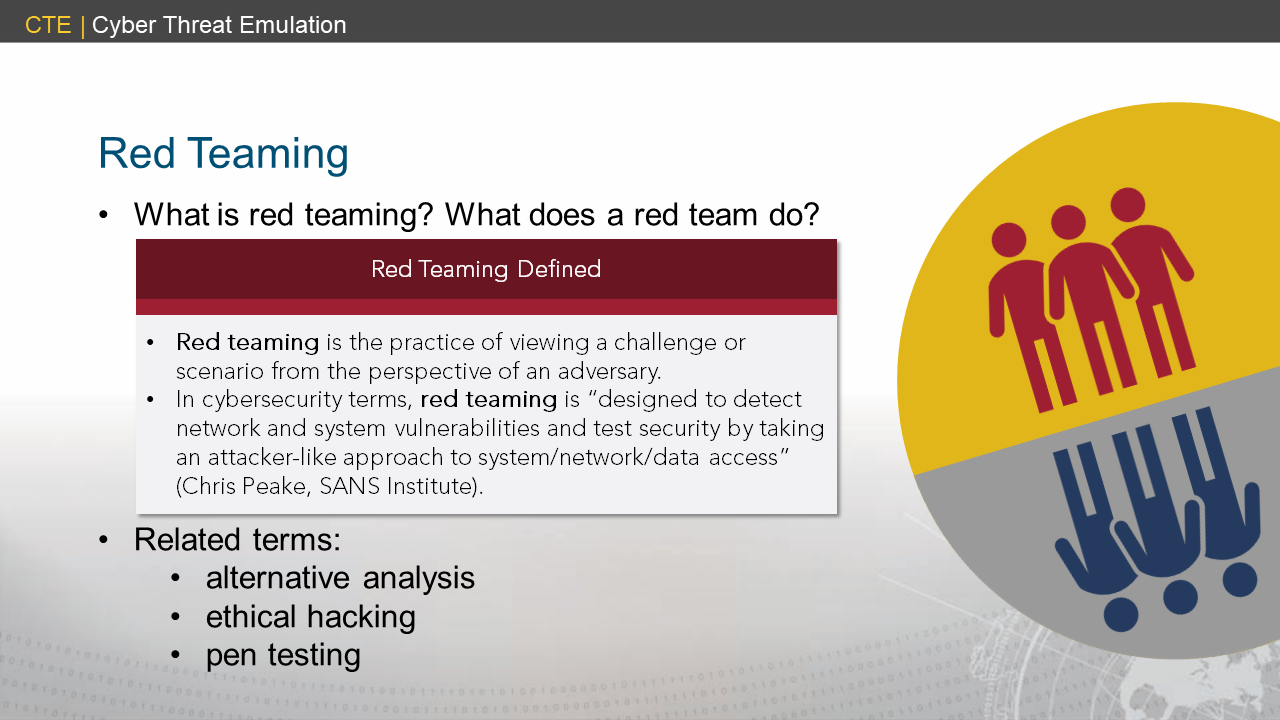 CTE | Cyber Threat Emulation
Red Teaming
• What is red teaming? What does a red team do?
Red Teaming Defined
• Red teaming is the practice of viewing a challenge or
scenario from the perspective of an adversary.
• In cybersecurity terms, red teaming is “designed to detect
network and system vulnerabilities and test security by taking
an attacker-like approach to system/network/data access”
(Chris Peake, SANS Institute).
• Related terms:
• alternative analysis
• ethical hacking
• pen testing